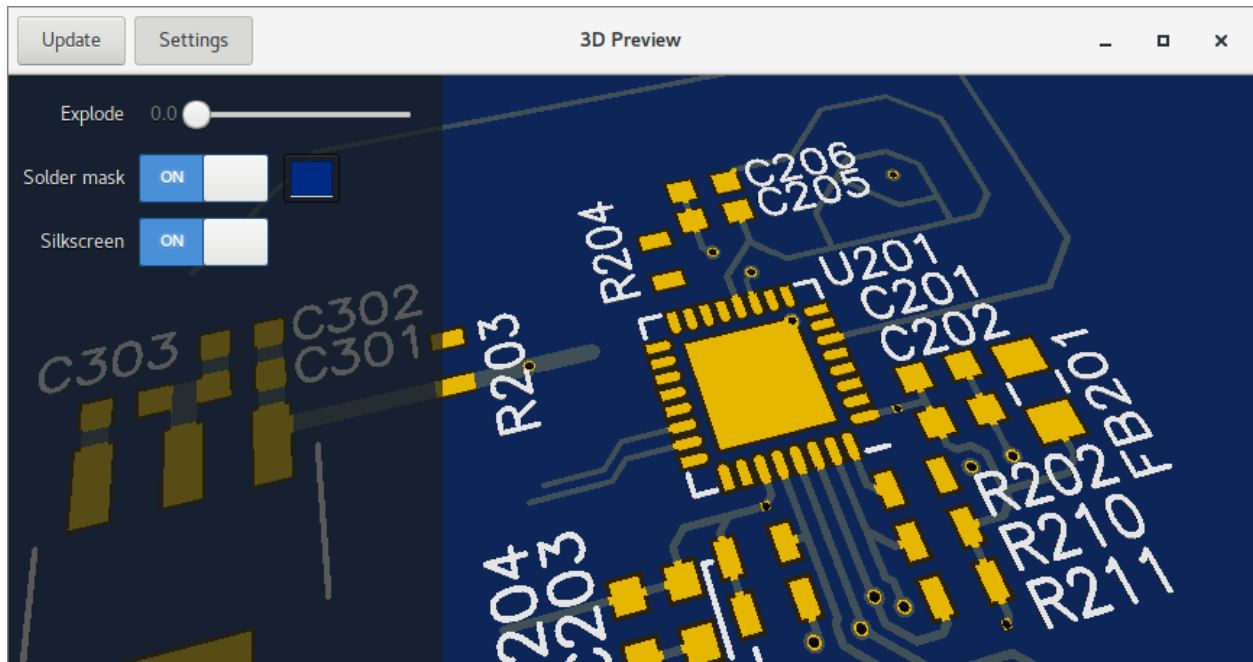 Update
Settings
3D Preview
Explode
0.0
Solder mask
ON
Silkscreen
ON
C206
C205
R204
U201
C201
C202
C302
C301
C303
R203
FB201
R202
R210
R211
C203